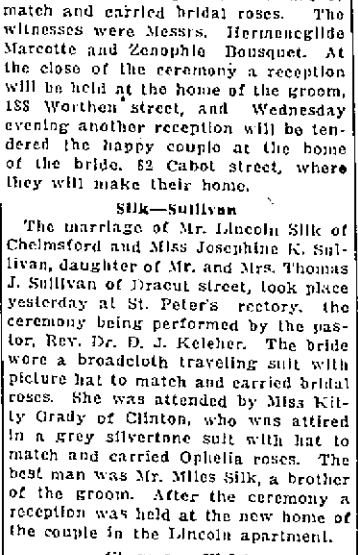 match and carried bridal roses. The
witnesses were Messrs. Hermenegilde
Marcotte and Zenophie Bousquet. At
the close of the ceremony a reception
will be held at the home of the groom,
188 Worthen street, and Wednesday
evening another reception will be ten-
dered the happy couple at the home
of the bride, 82 Cabot street, where
they will make their home.
Silk—Sullivan
The marriage of Mr. Lincoln Silk of
Chelmsford and Miss Josephine K. Sul-
livan, daughter of Mr. and Mrs. Thomas
J. Sullivan of Dracut street, took place
yesterday at St. Peter's rectory, the
ceremony being performed by the pas-
tor, Rev. Dr. D. J. Keleher. The bride
wore a broadcloth traveling suit with
picture hat to match and carried bridal
roses. She was attended by Miss Kit-
ty Grady of Clinton, who was attired
in a grey silvertone suit with hat to
match and carried Ophelia roses. The
best man was Mr. Miles Silk, a brother
of the groom. After the ceremony a
reception was held at the new home of
the couple in the Lincoln apartment.